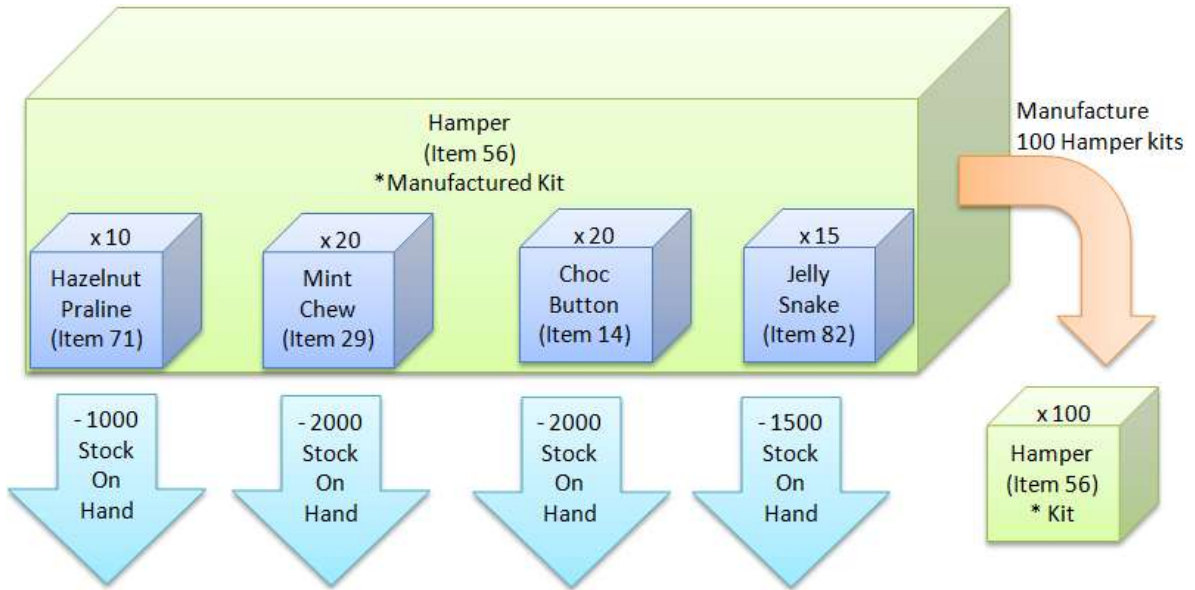 Hamper
(Item 56)
*Manufactured Kit
Manufacture
100 Hamper kits
x 10
Hazelnut
Praline
(Item 71)
x 20
Mint
Chew
(Item 29)
x 20
Choc
Button
(Item 14)
x 15
Jelly
Snake
(Item 82)
- 1000
Stock
On
Hand
- 2000
Stock
On
Hand
- 2000
Stock
On
Hand
- 1500
Stock
On
Hand
x 100
Hamper
(Item 56)
* Kit